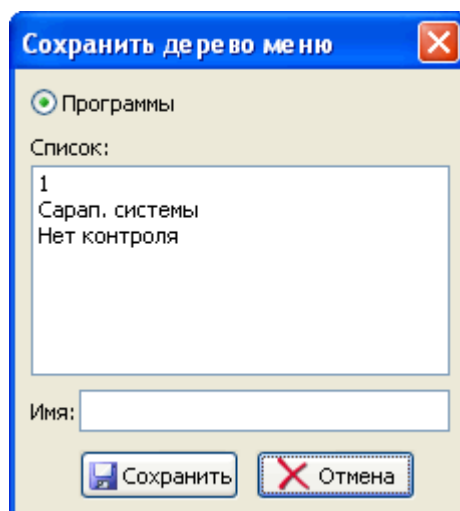 Сохранить дерево меню
Программы
Список:
1
Сарап. системы
Нет контроля
Имя:
Сохранить
Отмена